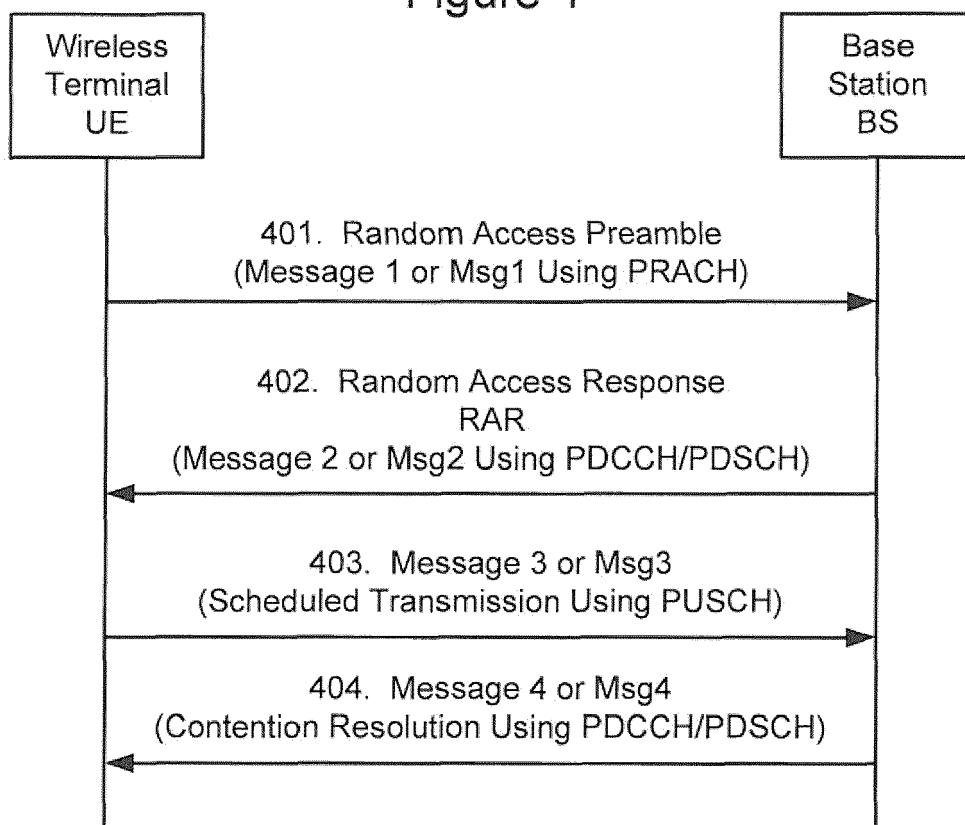 Wireless
Terminal
UE
Base
Station
BS
401. Random Access Preamble
(Message 1 or Msg1 Using PRACH)
402. Random Access Response
RAR
(Message 2 or Msg2 Using PDCCH/PDSCH)
403. Message 3 or Msg3
(Scheduled Transmission Using PUSCH)
404. Message 4 or Msg4
(Contention Resolution Using PDCCH/PDSCH)